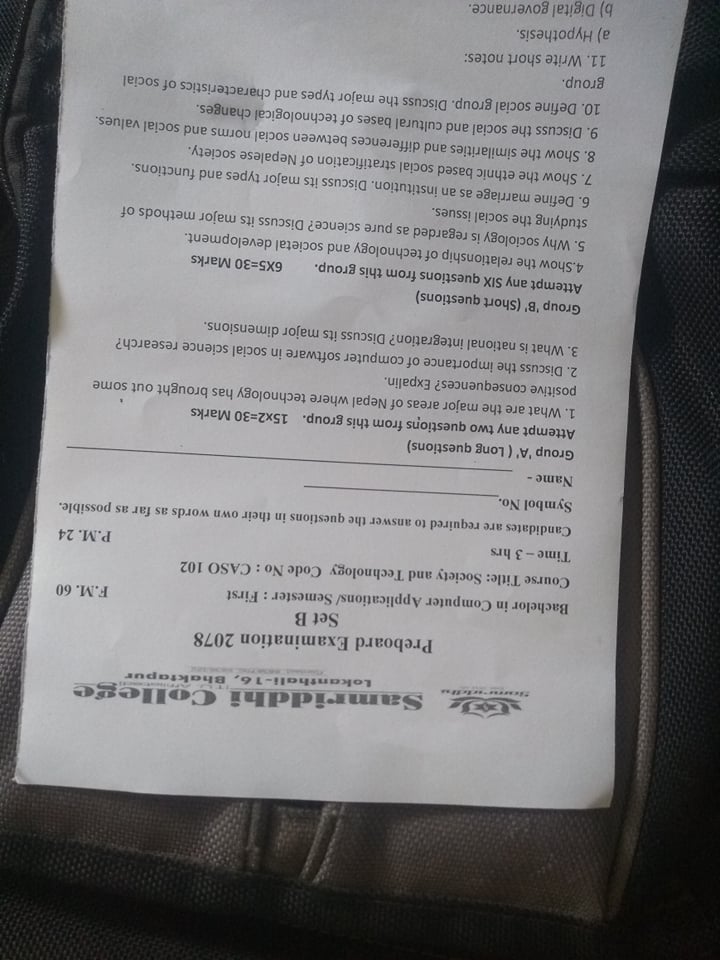 Samriddhi
Samriddhi College
Lokanthali-16, Bhaktapur
Preboard Examination 2078
Set B
Bachelor in Computer Applications/ Semester : First F.M. 60
Course Title: Society and Technology Code No : CASO 102
Time – 3 hrs P.M. 24
Candidates are required to answer the questions in their own words as far as possible.
Symbol No.
Name -
Group 'A' ( Long questions)
Attempt any two questions from this group. 15x2=30 Marks
1. What are the major areas of Nepal where technology has brought out some
positive consequences? Expalin.
2. Discuss the importance of computer software in social science research?
3. What is national integration? Discuss its major dimensions.
Group 'B' (Short questions)
Attempt any SIX questions from this group. 6X5=30 Marks
4.Show the relationship of technology and societal development.
5. Why sociology is regarded as pure science? Discuss its major methods of
studying the social issues.
6. Define marriage as an institution. Discuss its major types and functions.
7. Show the ethnic based social stratification of Nepalese society.
8. Show the similarities and differences between social norms and social values.
9. Discuss the social and cultural bases of technological changes.
10. Define social group. Discuss the major types and characteristics of social
group.
11. Write short notes:
a) Hypothesis.
b) Digital governance.